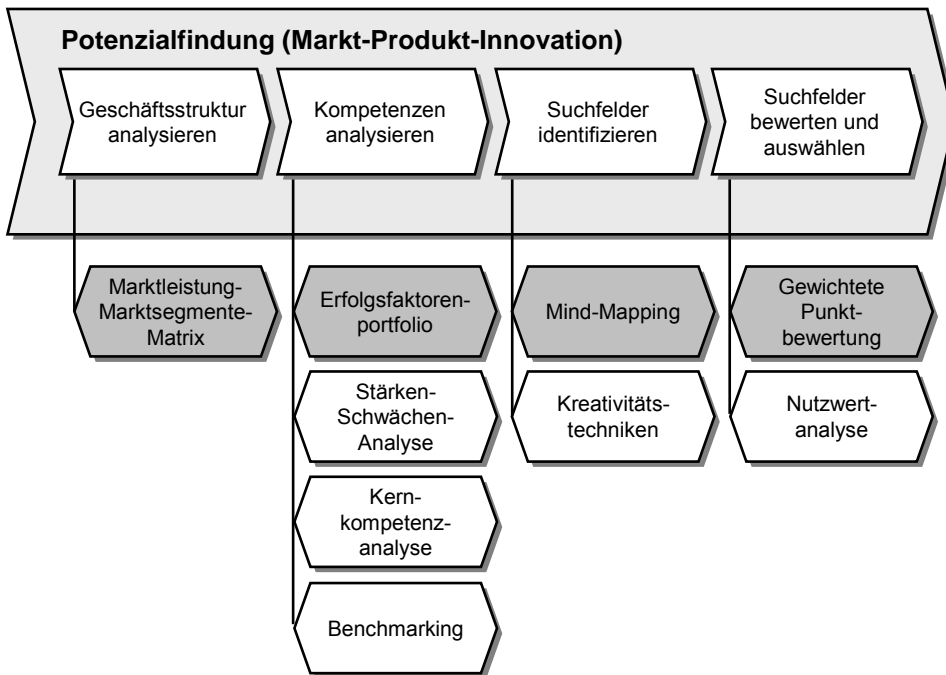 Potenzialfindung (Markt-Produkt-Innovation)
Geschäftsstruktur
analysieren
Kompetenzen
analysieren
Suchfelder
identifizieren
Suchfelder
bewerten und
auswählen
Marktleistung-
Marktsegmente-
Matrix
Erfolgsfaktoren-
portfolio
Mind-Mapping
Gewichtete
Punkt-
bewertung
Stärken-
Schwächen-
Analyse
Kreativitäts-
techniken
Nutzwert-
analyse
Kern-
kompetenz-
analyse
Benchmarking